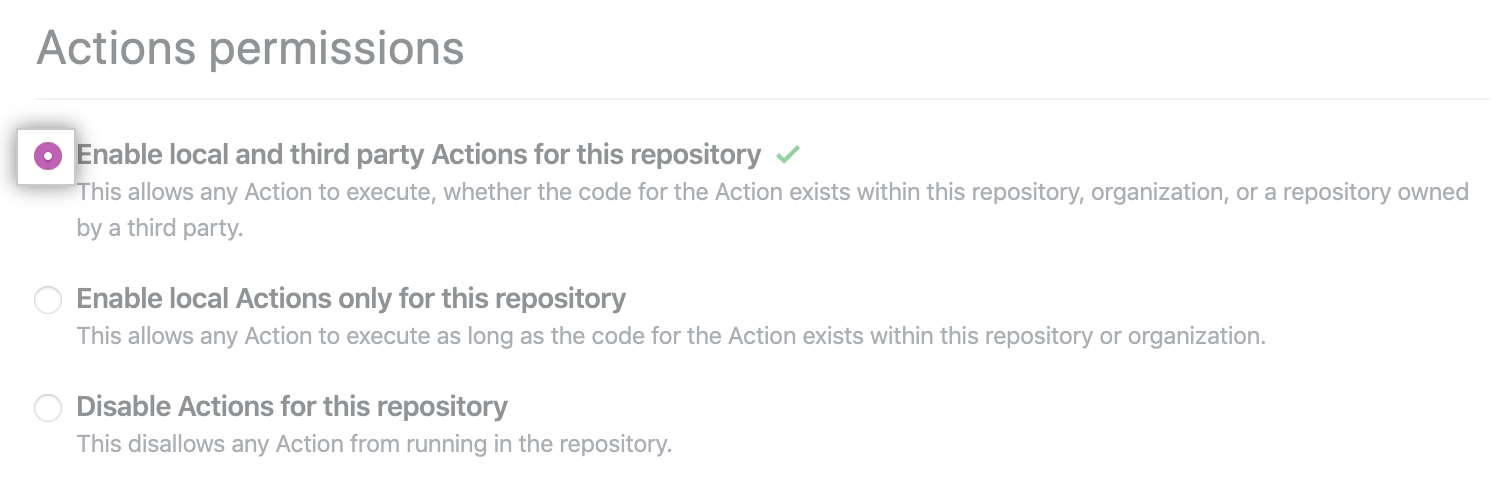 Actions permissions
Enable local and third party Actions for this repository
This allows any Action to execute, whether the code for the Action exists within this repository, organization, or a repository owned
by a third party.
Enable local Actions only for this repository
This allows any Action to execute as long as the code for the Action exists within this repository or organization.
Disable Actions for this repository
This disallows any Action from running in the repository.